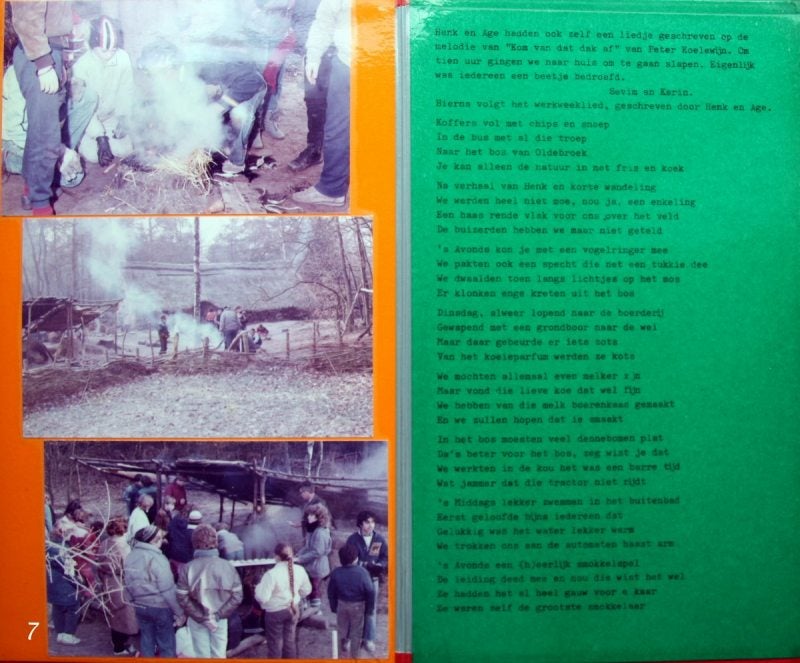 Henk en Age hadden ook zelf een liedje geschreven op de
melodie van "Kom van dat dak af" van Peter Koelewijn. Om
tien uur gingen we naar huis om te gaan slapen. Eigenlijk
was iedereen een beetje bedroefd.
Sevim en Karin.
Hierna volgt het werkweeklied, geschreven door Henk en Age.
Koffers vol met chips en snoep
In de bus met al die troep
Naar het bos van Oldebroek
Je kan alleen de natuur in met fris en koek
Na verhaal van Henk en korte wandeling
We werden heel niet moe, nou ja, een enkeling
Een haas rende vlak voor ons over het veld
De buizerden hebben we maar niet geteld
's Avonds kon je met een vogelringer mee
We pakten ook een specht die net een tukkie dee
We dwaalden toen langs lichtjes op het mos
Er klonken enge kreten uit het bos
Dinsdag, alweer lopend naar de boerderij
Gewapend met een grondboor naar de wei
Maar daar gebeurde er iets zots
Van het koeieparfum werden ze kots
We mochten allemaal even melker zijn
Maar vond die lieve koe dat wel fijn
We hebben van die melk boerenkaas gemaakt
En we zullen hopen dat ie smaakt
In het bos moesten veel dennebomen plat
Da's beter voor het bos, zeg wist je dat
We werkten in de kou het was een barre tijd
Wat jammer dat die tractor niet rijdt
's Middags lekker zwemmen in het buitenbad
Eerst geloofde bijna iedereen dat
Gelukkig was het water lekker warm
We trokken ons aan de automaten haast arm
's Avonds een (h)eerlijk smokkelspel
De leiding deed mee en nou die wist het wel
Ze hadden het al heel gauw voor e kaar
Ze waren zelf de grootste smokkelaar
7